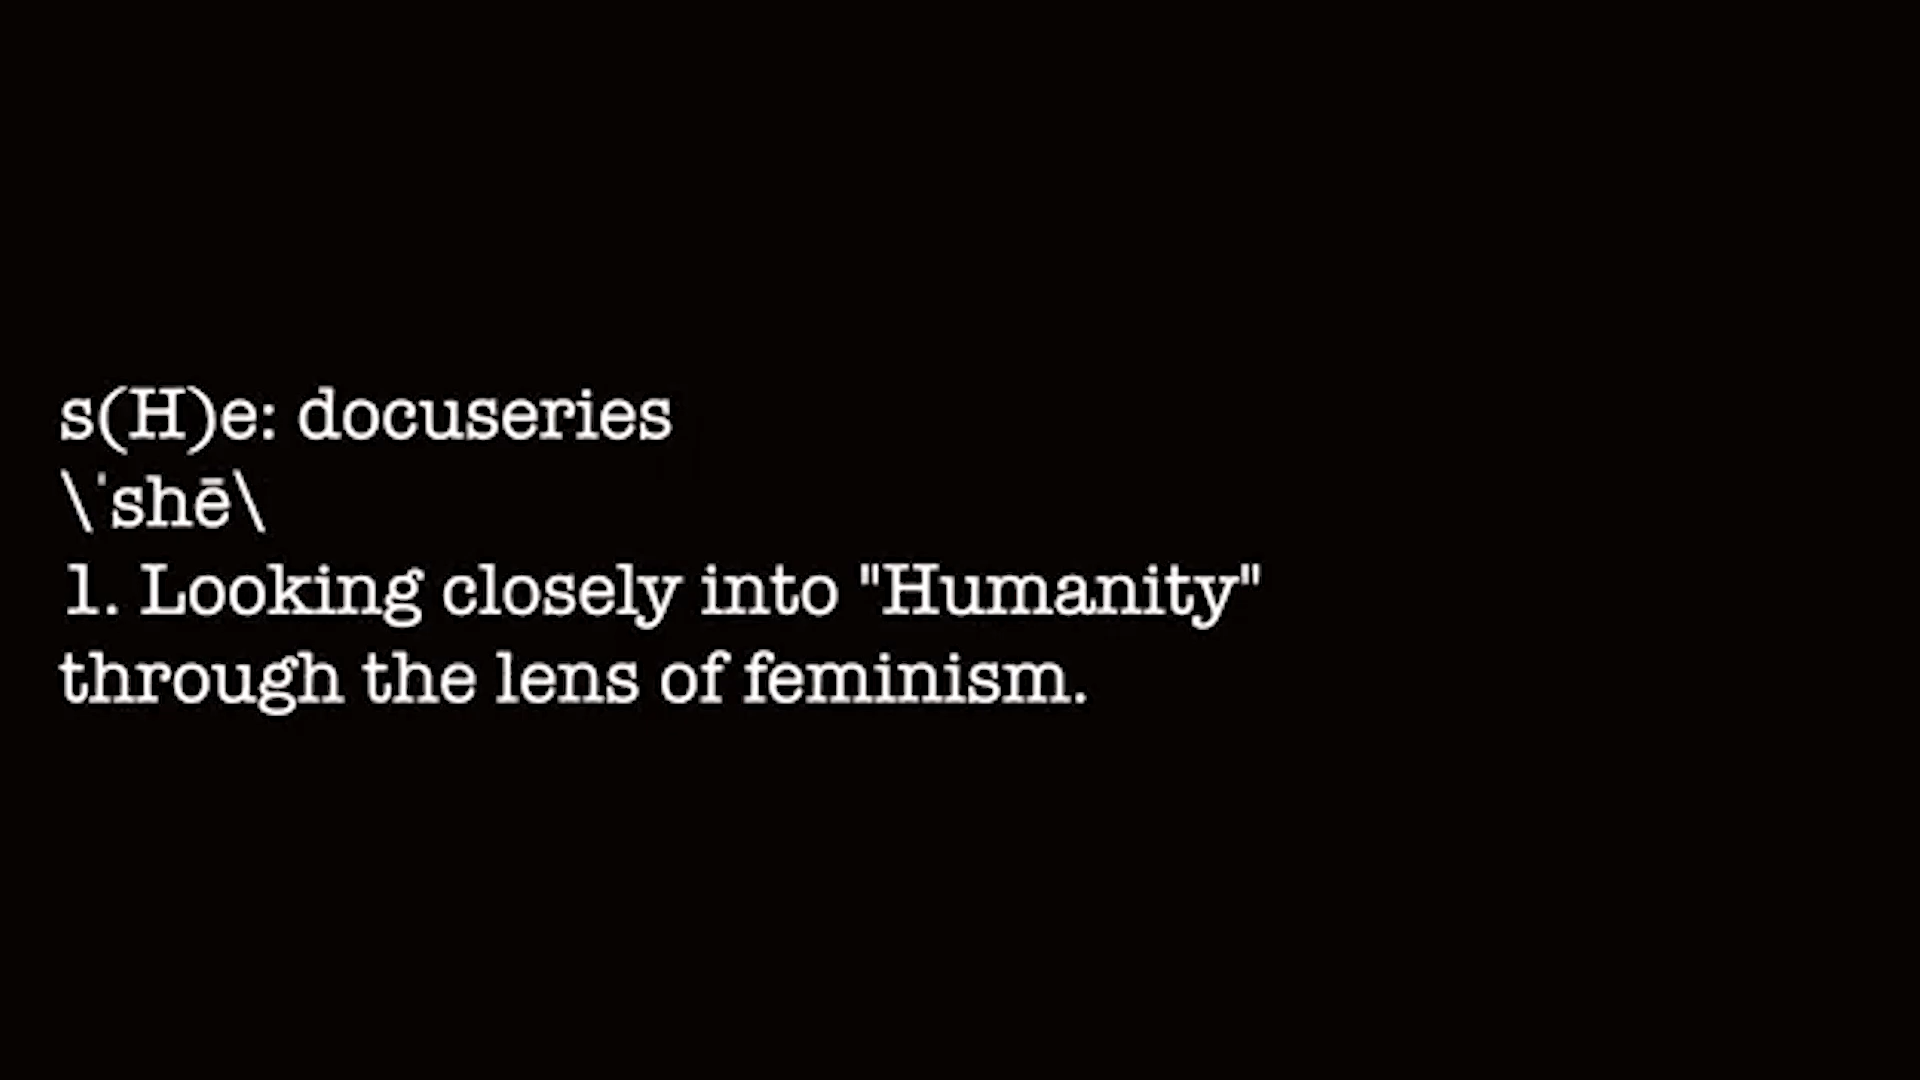 s(H)e: docuseries
\ˈshē\
1. Looking closely into "Humanity"
through the lens of feminism.